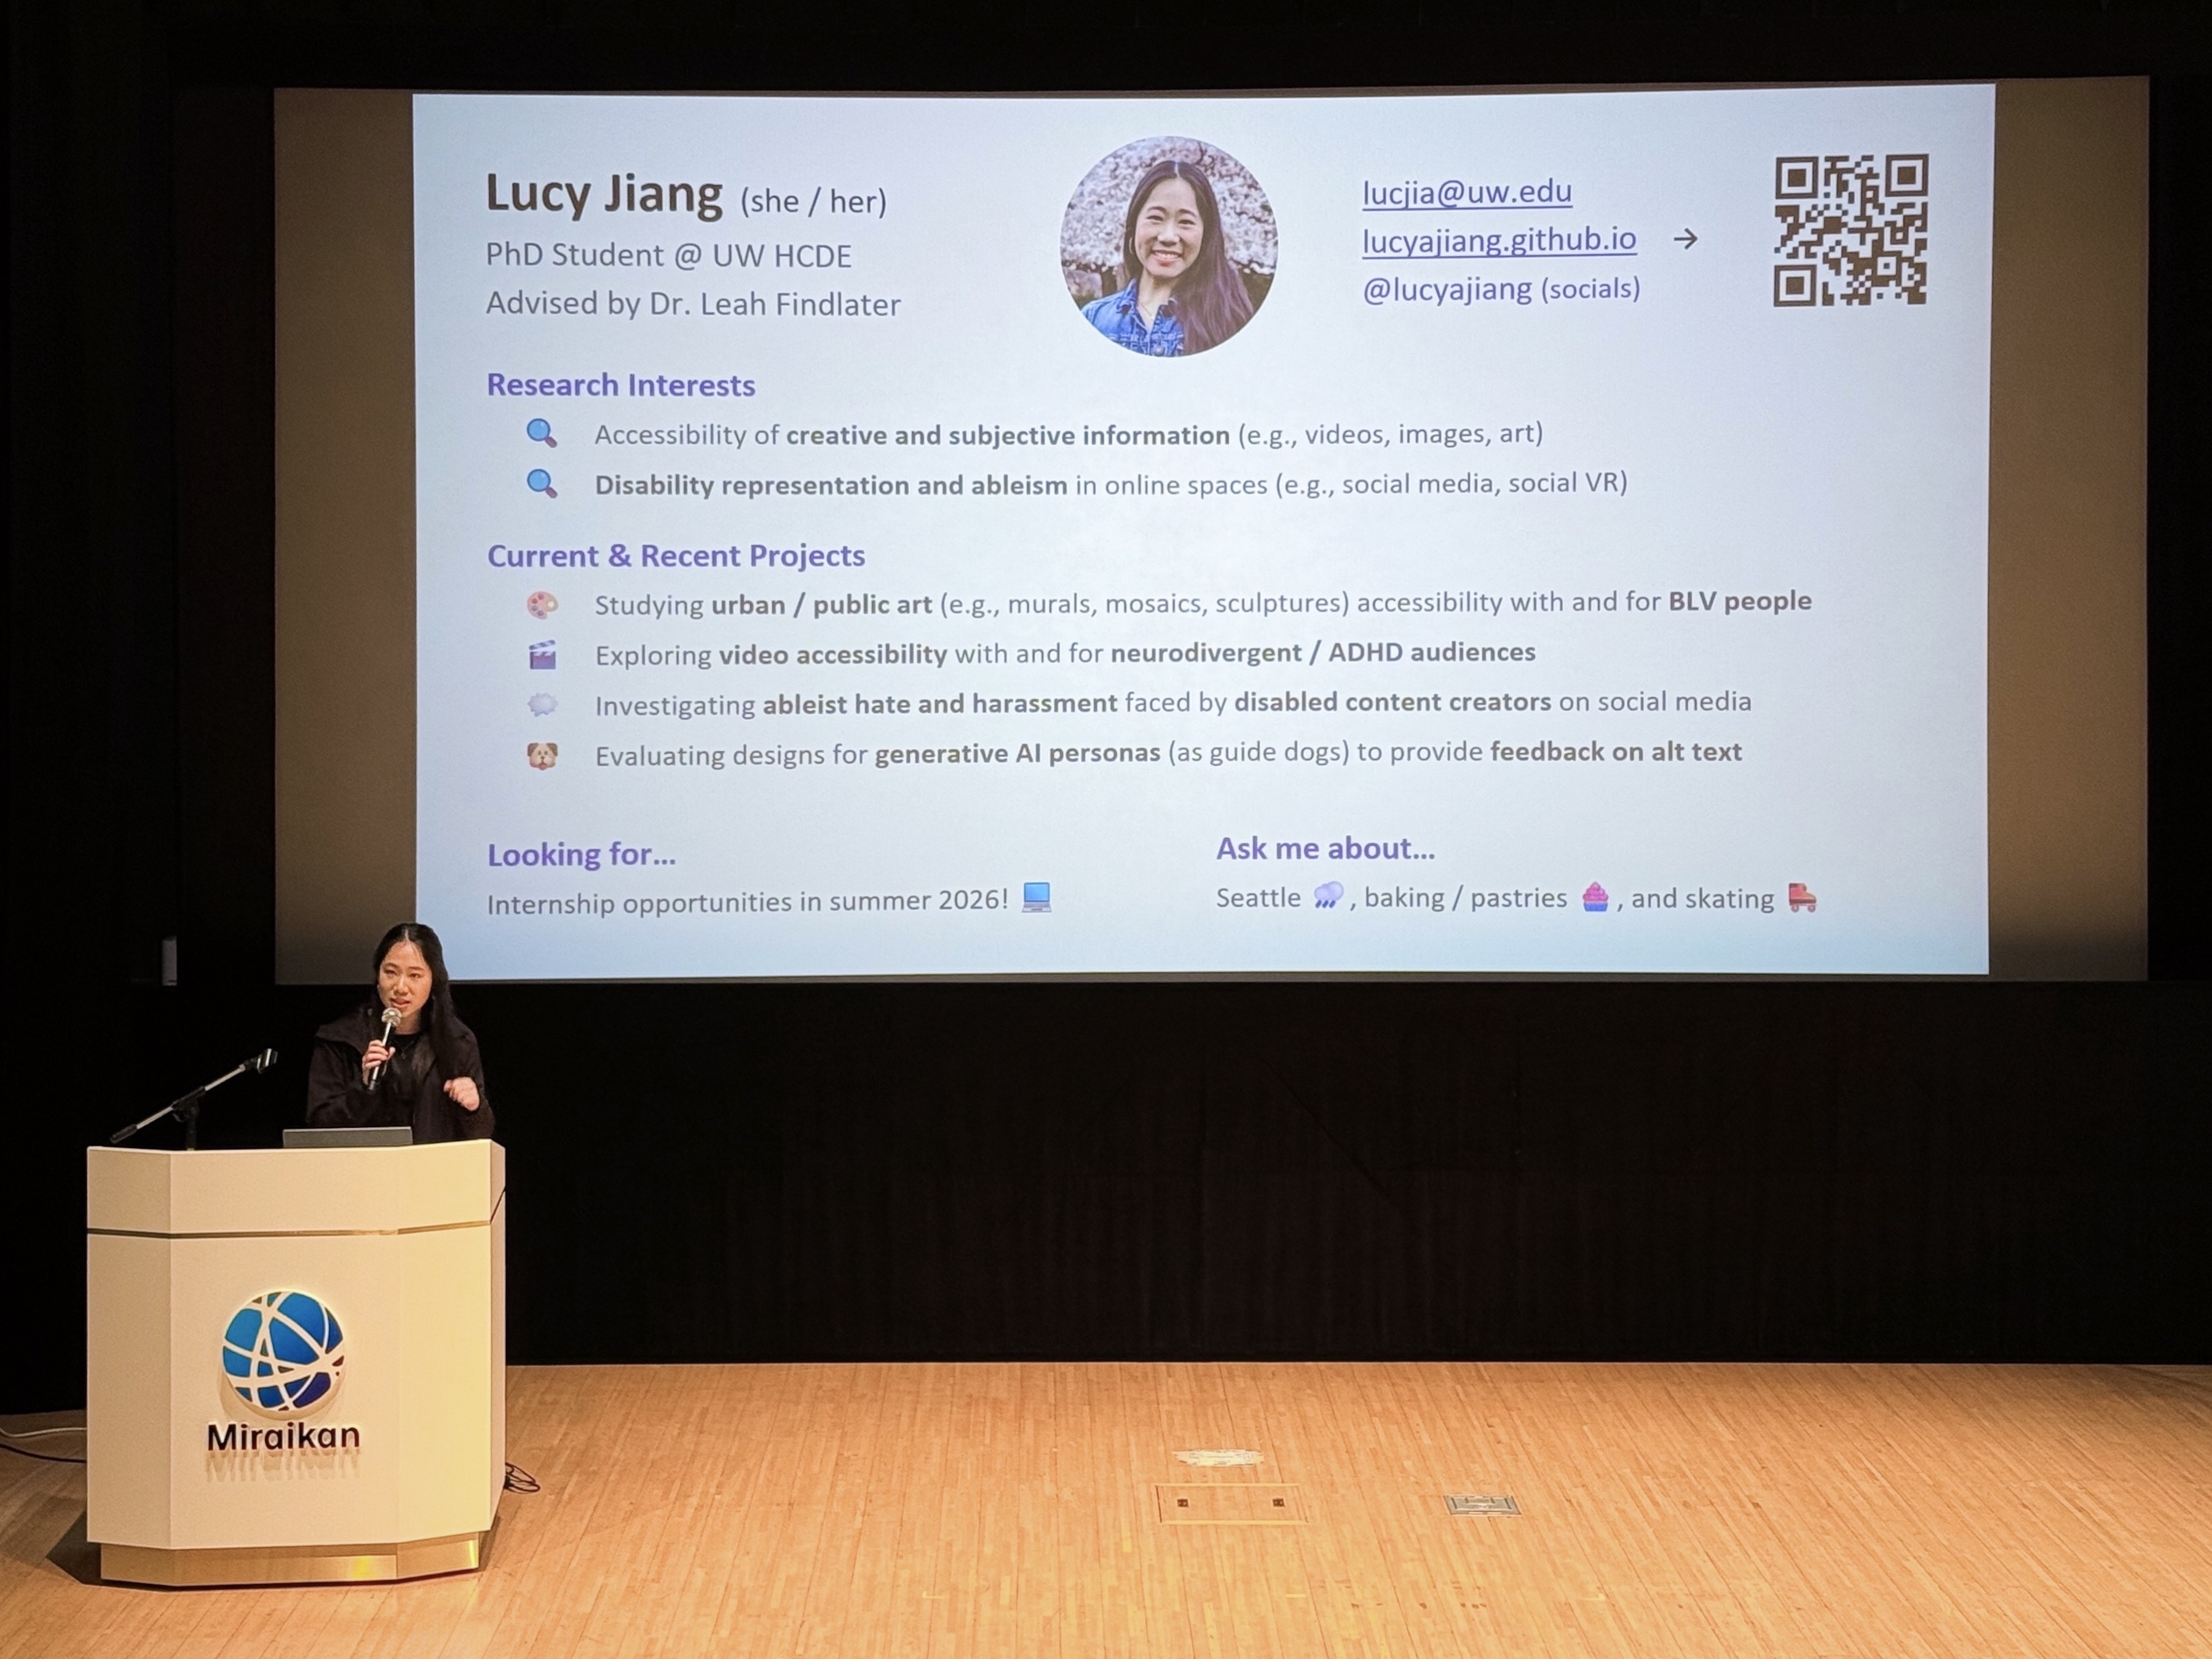 Lucy Jiang (she / her)
PhD Student @ UW HCDE
Advised by Dr. Leah Findlater
lucjia@uw.edu
lucyajiang.github.io →
@lucyajiang (socials)
Research Interests
Accessibility of creative and subjective information (e.g., videos, images, art)
Disability representation and ableism in online spaces (e.g., social media, social VR)
Current & Recent Projects
Studying urban / public art (e.g., murals, mosaics, sculptures) accessibility with and for BLV people
Exploring video accessibility with and for neurodivergent / ADHD audiences
Investigating ableist hate and harassment faced by disabled content creators on social media
Evaluating designs for generative AI personas (as guide dogs) to provide feedback on alt text
Looking for...
Internship opportunities in summer 2026!
Ask me about...
Seattle , baking / pastries , and skating
Miraikan